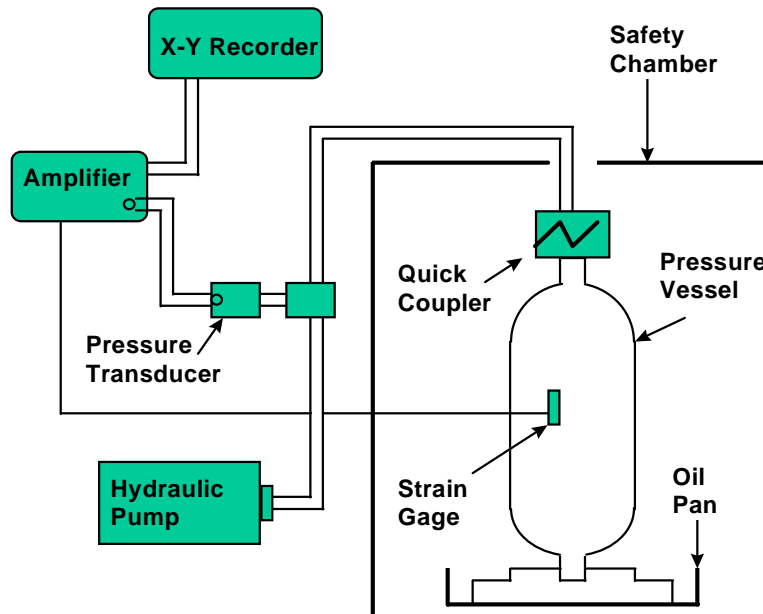 X-Y Recorder
Safety
Chamber
Amplifier
Quick
Coupler
Pressure
Vessel
Pressure
Transducer
Hydraulic
Pump
Strain
Gage
Oil
Pan